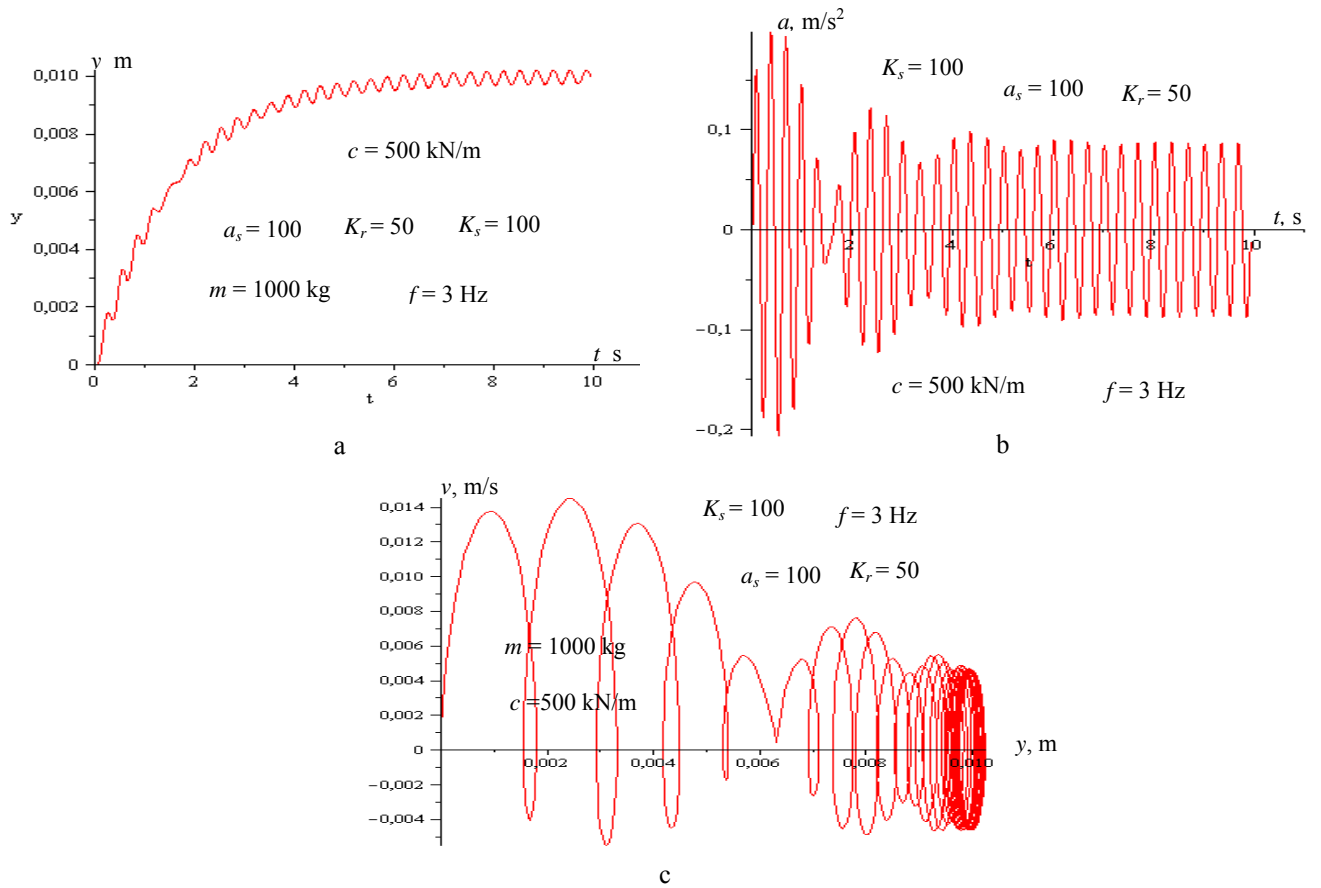 y m
0,010
0,008
0,006
y
0,004
0,002
0
c = 500 kN/m
a_s = 100 K_r = 50 K_s = 100
m = 1000 kg f = 3 Hz
t s
0 2 4 6 8 10
t
a
a, m/s²
K_s = 100
a_s = 100 K_r = 50
0,1
0
-0,1
-0,2
t, s
2 4 6 8 10
t
c = 500 kN/m f = 3 Hz
b
v, m/s
0,014
0,012
0,010
0,008
0,006
0,004
0,002
0
-0,002
-0,004
K_s = 100 f = 3 Hz
a_s = 100 K_r = 50
m = 1000 kg
c =500 kN/m
y, m
0,002 0,004 0,006 0,008 0,010
c